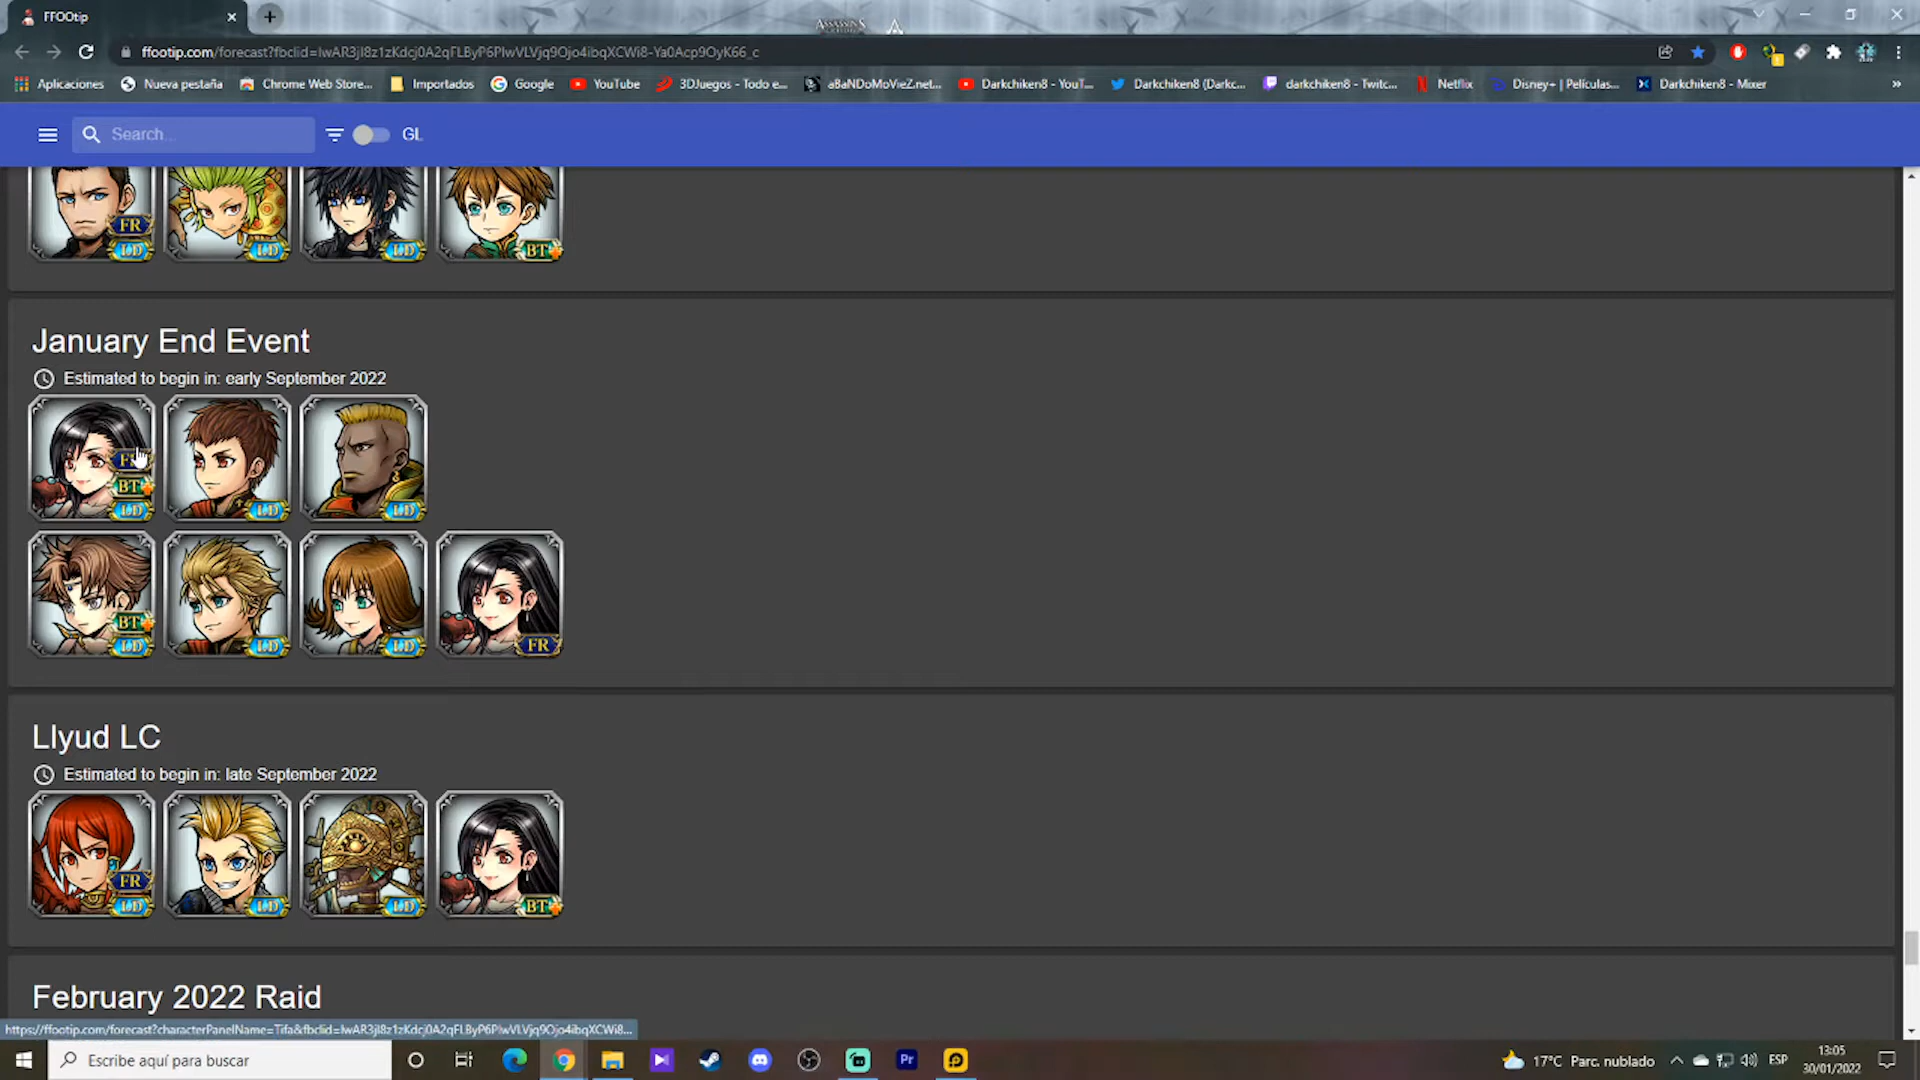 FFOOtip
ASSASSIN'S
ffootip.com/forecast?fbclid=IwAR3jI8z1zKdcj0A2qFLByP6PIwVLVjq9Ojo4ibqXCWi8-Ya0Acp9OyK66_c
Aplicaciones
Nueva pestaña
Chrome Web Store...
Importados
Google
YouTube
3DJuegos - Todo e...
aBaNDoMoVieZ.net...
Darkchiken8 - YouT...
Darkchiken8 (Darkc...
darkchiken8 - Twitc...
Netflix
Disney+ | Películas...
Darkchiken8 - Mixer
»
Search...
GL
FR
LD
LD
LD
BT+
January End Event
Estimated to begin in: early September 2022
BT+
LD
LD
LD
BT+
LD
LD
LD
FR
Llyud LC
Estimated to begin in: late September 2022
FR
LD
LD
LD
BT+
February 2022 Raid
https://ffootip.com/forecast?characterPanelName=Tifa&fbclid=IwAR3jI8z1zKdcj0A2qFLByP6PIwVLVjq9Ojo4ibqXCWi8...
Escribe aquí para buscar
Pr
17°C Parc. nublado
ESP
13:05
30/01/2022